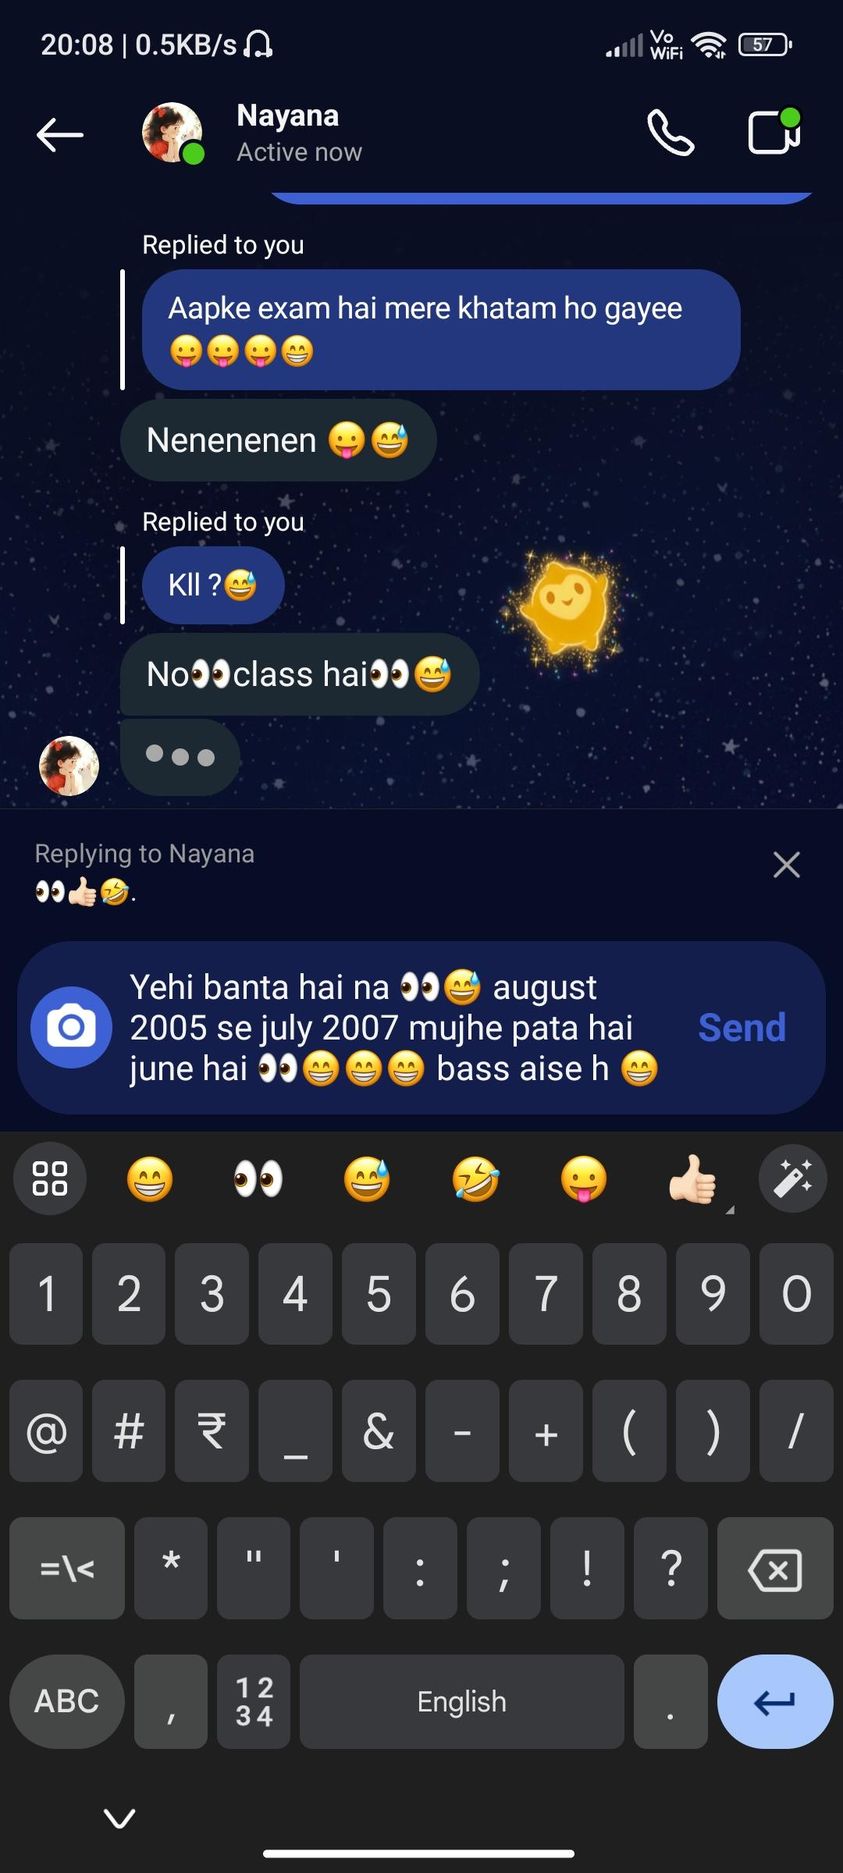 20:08 | 0.5KB/s
Vo
WiFi
57
Nayana
Active now
Replied to you
Aapke exam hai mere khatam ho gayee
😛😛😛😁
Nenenenen 😛😅
Replied to you
Kll ?😅
No👀class hai👀😅
Replying to Nayana
👀👍🏻🤣.
Yehi banta hai na 👀😅 august
2005 se july 2007 mujhe pata hai
june hai 👀😁😁😁 bass aise h 😁
Send
😁 👀 😅 🤣 😛 👍🏻
1 2 3 4 5 6 7 8 9 0
@ # ₹ _ & - + ( ) /
=\< * " ' : ; ! ?
ABC , 12 34 English .